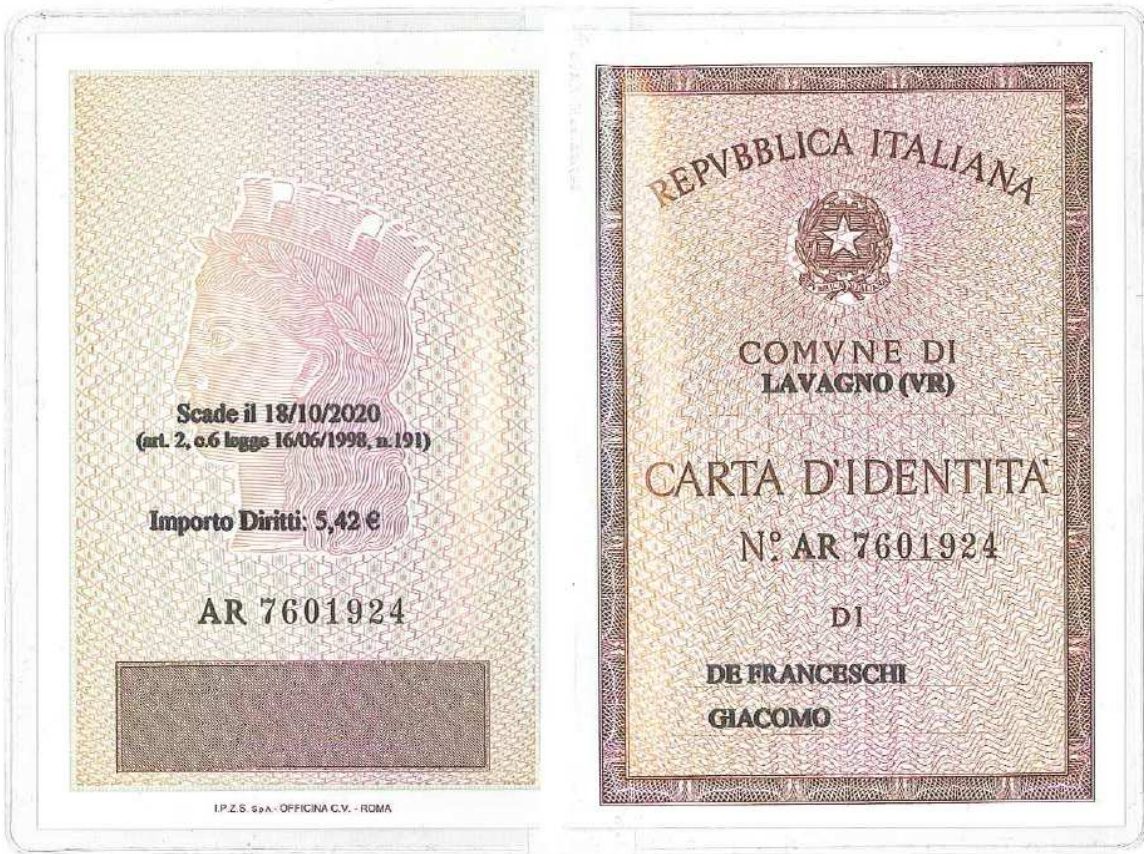 Scade il 18/10/2020
(art. 2, c.6 legge 16/06/1998, n.191)
Importo Diritti: 5,42 €
AR 7601924
I.P.Z.S. S.p.A. - OFFICINA C.V. - ROMA
REPVBBLICA ITALIANA
COMVNE DI
LAVAGNO (VR)
CARTA D'IDENTITA'
N° AR 7601924
DI
DE FRANCESCHI
GIACOMO